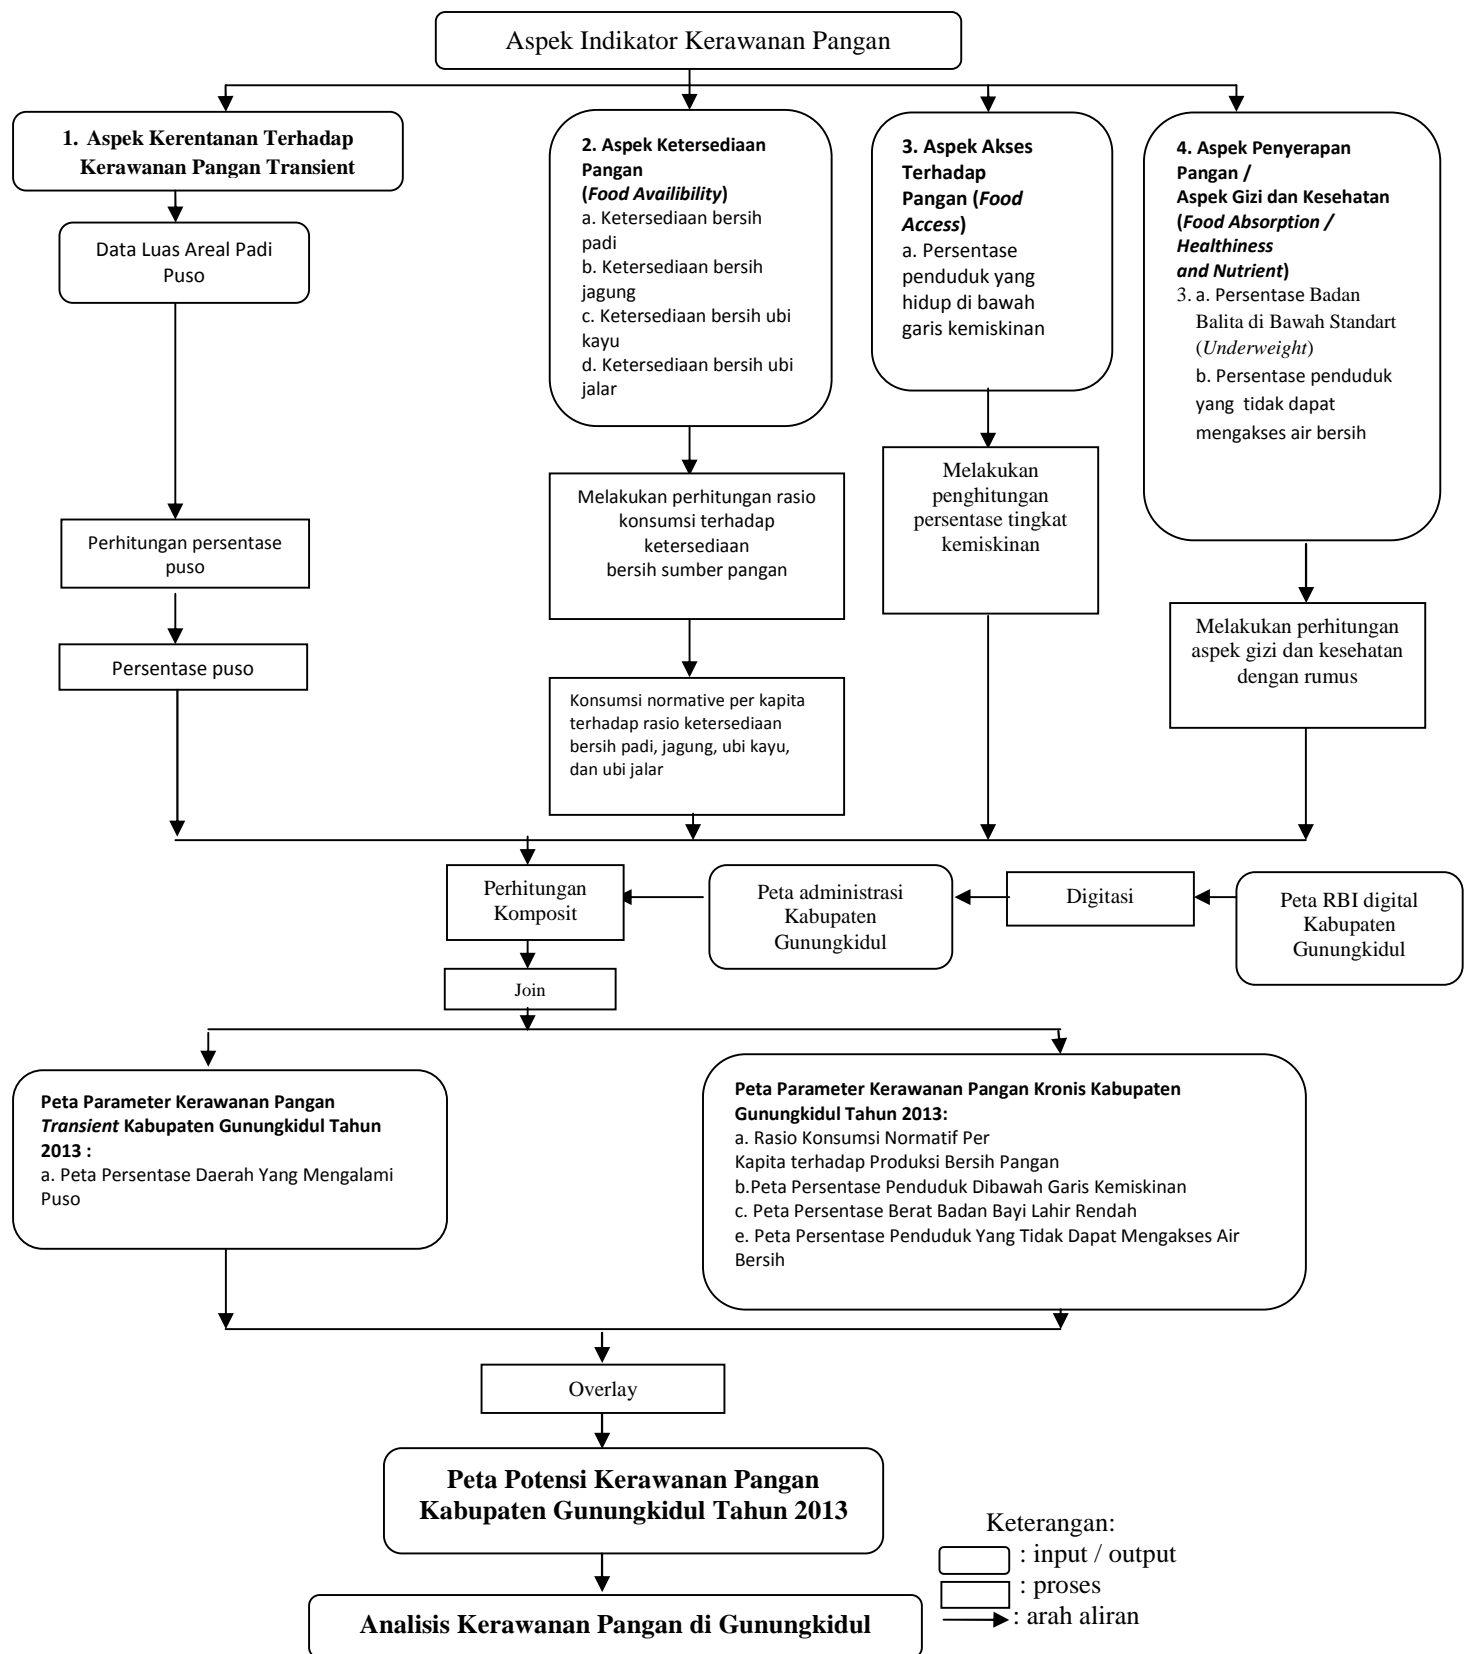 Aspek Indikator Kerawanan Pangan
1. Aspek Kerentanan Terhadap
Kerawanan Pangan Transient
2. Aspek Ketersediaan
Pangan
(Food Availibility)
a. Ketersediaan bersih
padi
b. Ketersediaan bersih
jagung
c. Ketersediaan bersih ubi
kayu
d. Ketersediaan bersih ubi
jalar
3. Aspek Akses
Terhadap
Pangan (Food
Access)
a. Persentase
penduduk yang
hidup di bawah
garis kemiskinan
4. Aspek Penyerapan
Pangan /
Aspek Gizi dan Kesehatan
(Food Absorption /
Healthiness
and Nutrient)
3. a. Persentase Badan
Balita di Bawah Standart
(Underweight)
b. Persentase penduduk
yang tidak dapat
mengakses air bersih
Data Luas Areal Padi
Puso
Perhitungan persentase
puso
Persentase puso
Melakukan perhitungan rasio
konsumsi terhadap
ketersediaan
bersih sumber pangan
Konsumsi normative per kapita
terhadap rasio ketersediaan
bersih padi, jagung, ubi kayu,
dan ubi jalar
Melakukan
penghitungan
persentase tingkat
kemiskinan
Melakukan perhitungan
aspek gizi dan kesehatan
dengan rumus
Perhitungan
Komposit
Peta administrasi
Kabupaten
Gunungkidul
Digitasi
Peta RBI digital
Kabupaten
Gunungkidul
Join
Peta Parameter Kerawanan Pangan
Transient Kabupaten Gunungkidul Tahun
2013 :
a. Peta Persentase Daerah Yang Mengalami
Puso
Peta Parameter Kerawanan Pangan Kronis Kabupaten
Gunungkidul Tahun 2013:
a. Rasio Konsumsi Normatif Per
Kapita terhadap Produksi Bersih Pangan
b.Peta Persentase Penduduk Dibawah Garis Kemiskinan
c. Peta Persentase Berat Badan Bayi Lahir Rendah
e. Peta Persentase Penduduk Yang Tidak Dapat Mengakses Air
Bersih
Overlay
Peta Potensi Kerawanan Pangan
Kabupaten Gunungkidul Tahun 2013
Analisis Kerawanan Pangan di Gunungkidul
Keterangan:
: input / output
: proses
: arah aliran